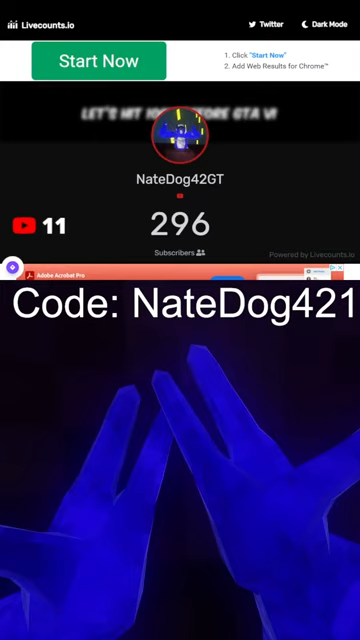 Livecounts.io
Twitter
Dark Mode
Start Now
1. Click "Start Now"
2. Add Web Results for Chrome™
NateDog42GT
11
296
Subscribers
Powered by Livecounts.io
Adobe Acrobat Pro
Code: NateDog421